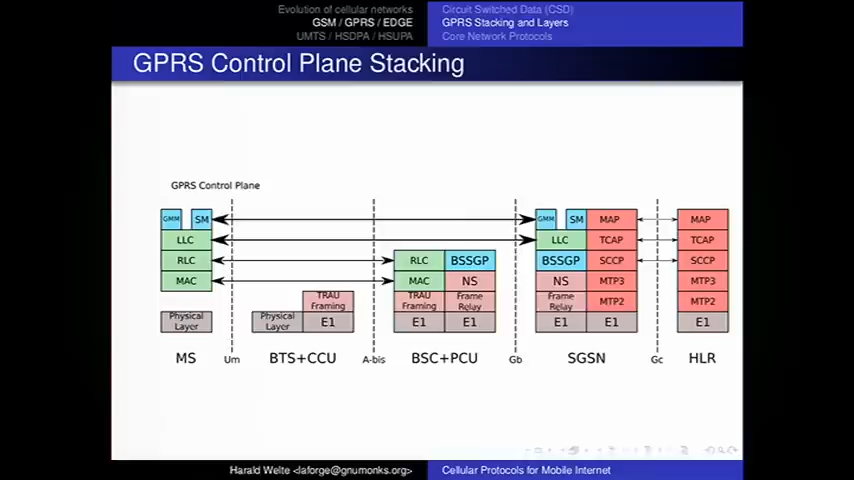 Evolution of cellular networks
GSM / GPRS / EDGE
UMTS / HSDPA / HSUPA
Circuit Switched Data (CSD)
GPRS Stacking and Layers
Core Network Protocols
GPRS Control Plane Stacking
GPRS Control Plane
GMM SM GMM SM MAP MAP
LLC LLC TCAP TCAP
RLC RLC BSSGP BSSGP SCCP SCCP
MAC MAC NS NS MTP3 MTP3
TRAU Framing TRAU Framing Frame Relay Frame Relay MTP2 MTP2
Physical Layer Physical Layer E1 E1 E1 E1 E1 E1
MS Um BTS+CCU A-bis BSC+PCU Gb SGSN Gc HLR
Harald Welte <laforge@gnumonks.org> Cellular Protocols for Mobile Internet